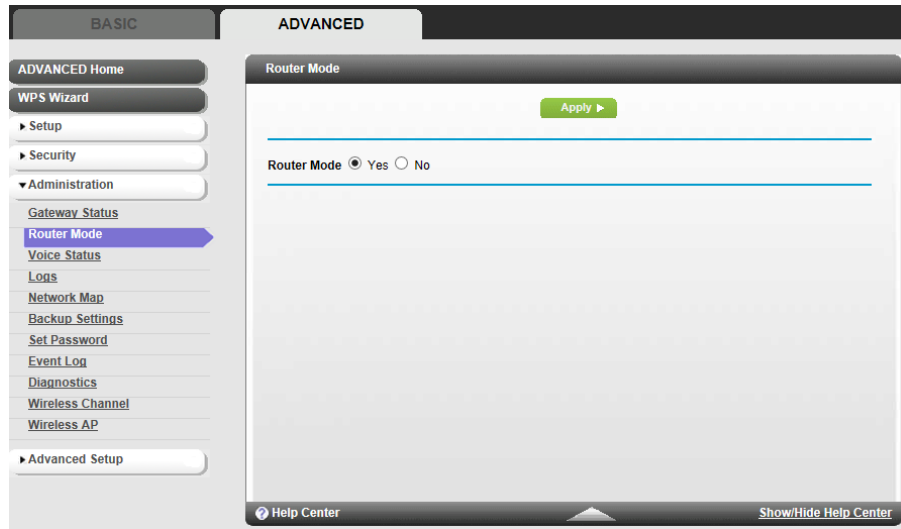 BASIC
ADVANCED
ADVANCED Home
WPS Wizard
Setup
Security
Administration
Gateway Status
Router Mode
Voice Status
Logs
Network Map
Backup Settings
Set Password
Event Log
Diagnostics
Wireless Channel
Wireless AP
Advanced Setup
Router Mode
Apply
Router Mode Yes No
? Help Center
Show/Hide Help Center